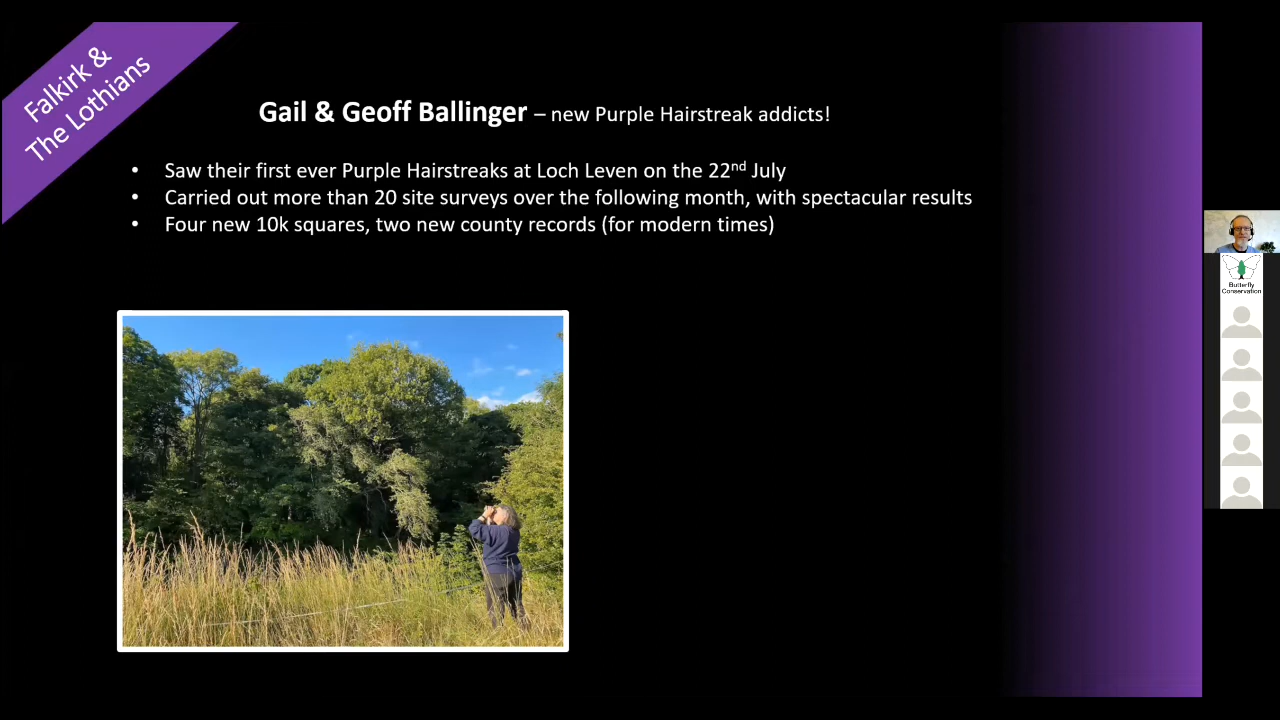 Falkirk &
The Lothians
Gail & Geoff Ballinger – new Purple Hairstreak addicts!
• Saw their first ever Purple Hairstreaks at Loch Leven on the 22nd July
• Carried out more than 20 site surveys over the following month, with spectacular results
• Four new 10k squares, two new county records (for modern times)
Butterfly
Conservation